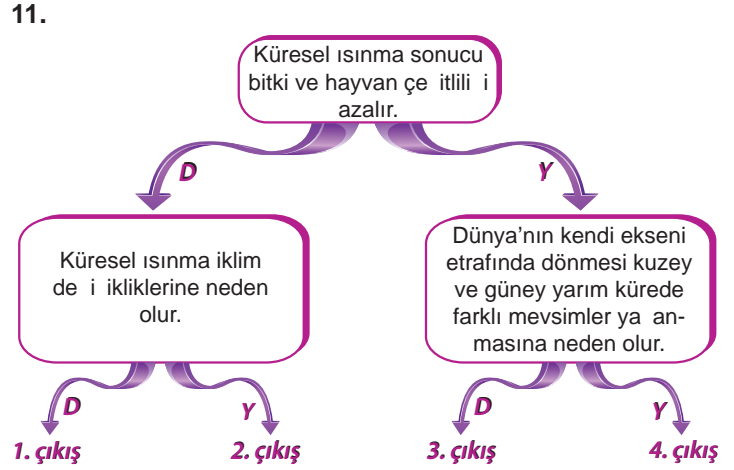 11.
Küresel ısınma sonucu
bitki ve hayvan çe itlili i
azalır.
D
Y
Küresel ısınma iklim
de i ikliklerine neden
olur.
Dünya'nın kendi ekseni
etrafında dönmesi kuzey
ve güney yarım kürede
farklı mevsimler ya an-
masına neden olur.
D
Y
D
Y
1. çıkış
2. çıkış
3. çıkış
4. çıkış